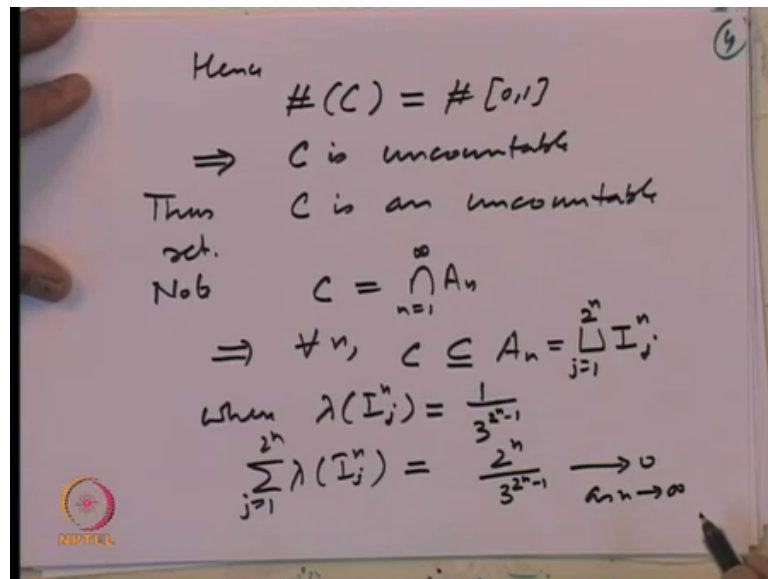 ④
Hence
#(C) = #[0,1]
⇒ C is uncountable
Thus C is an uncountable
set.
Note C = ⋂_{n=1}^{∞} A_n
⇒ ∀ n, C ⊆ A_n = ⨆_{j=1}^{2^n} I_j^n
where λ(I_j^n) = 1/3^{2^n-1}
∑_{j=1}^{2^n} λ(I_j^n) = 2^n/3^{2^n-1} → 0
as n → ∞
NPTEL